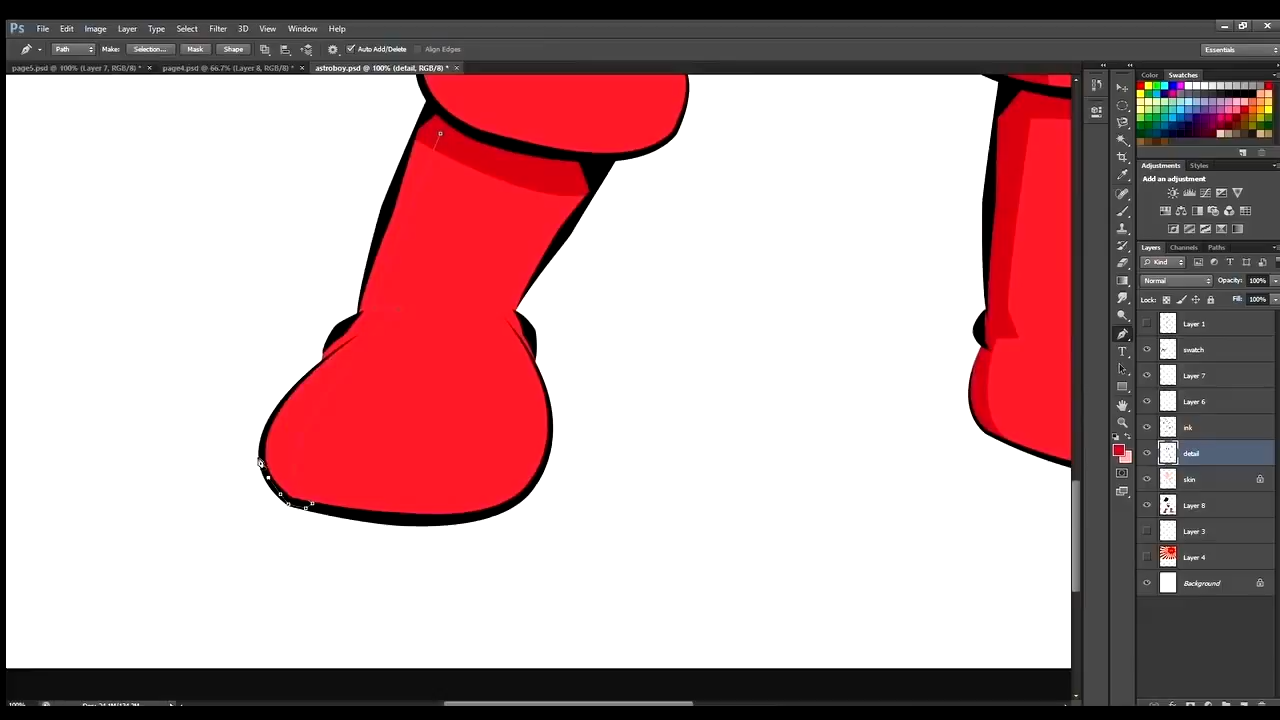 Ps File Edit Image Layer Type Select Filter 3D View Window Help
Path Make: Selection... Mask Shape Auto Add/Delete Align Edges Essentials
page5.psd @ 100% (Layer 7, RGB/8) * × page4.psd @ 66.7% (Layer 8, RGB/8) * × astroboy.psd @ 100% (detail, RGB/8) * ×
Color Swatches
Adjustments Styles
Add an adjustment
Layers Channels Paths
Kind
Normal Opacity: 100%
Lock: Fill: 100%
Layer 1
swatch
Layer 7
Layer 6
ink
detail
skin
Layer 8
Layer 3
Layer 4
Background
100%